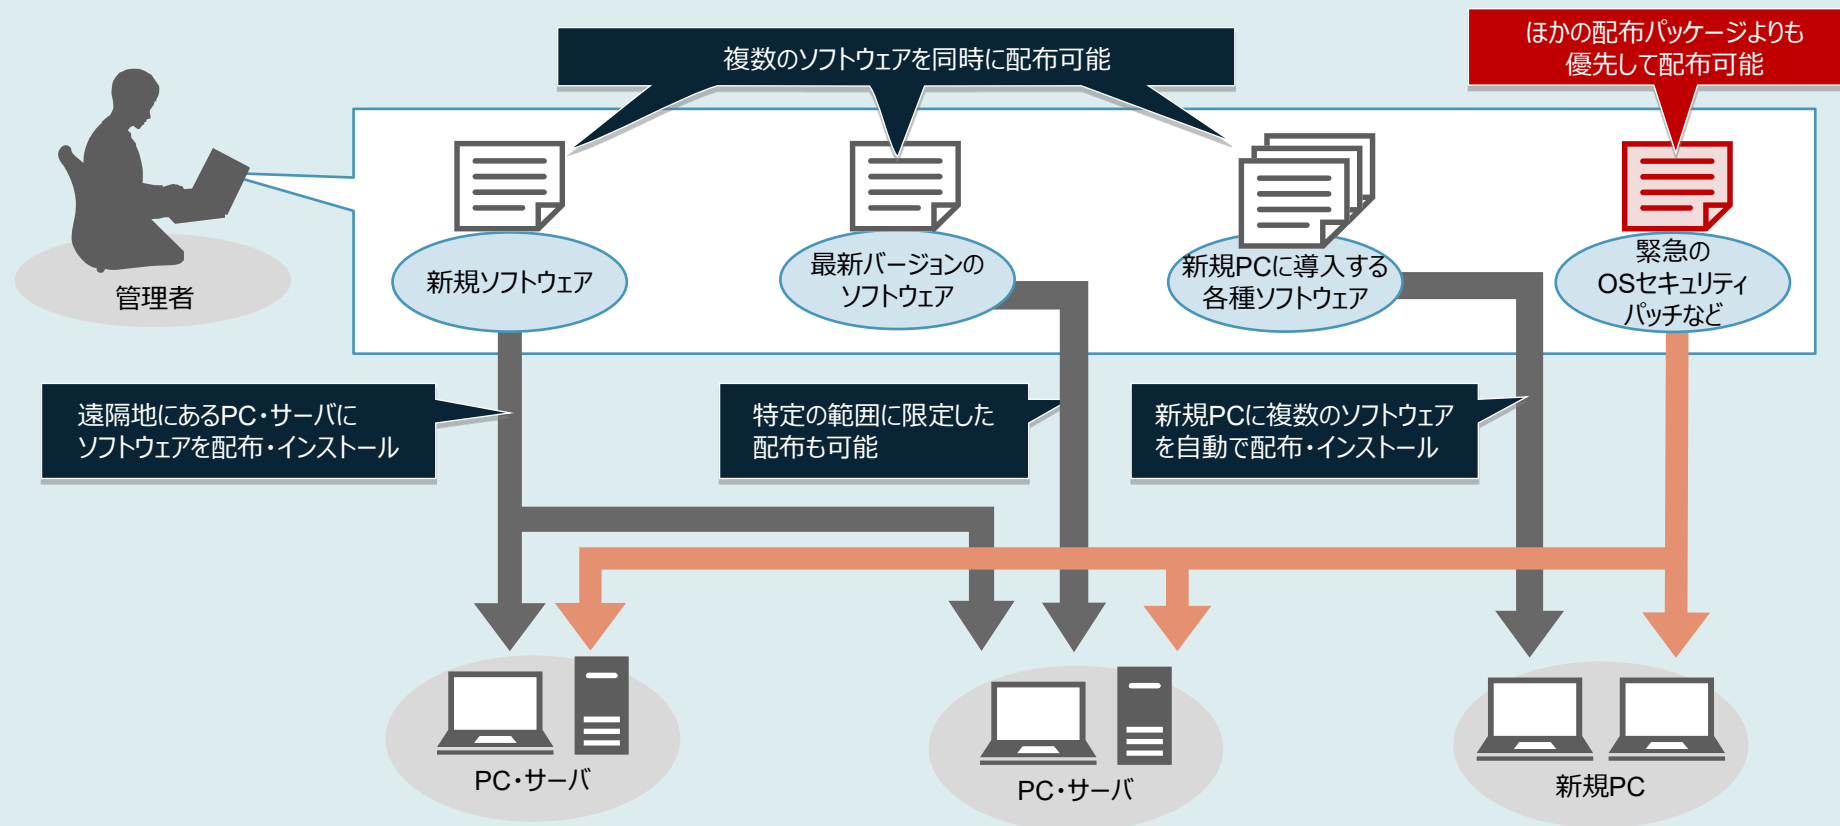 複数のソフトウェアを同時に配布可能
ほかの配布パッケージよりも
優先して配布可能
管理者
新規ソフトウェア
最新バージョンの
ソフトウェア
新規PCに導入する
各種ソフトウェア
緊急の
OSセキュリティ
パッチなど
遠隔地にあるPC・サーバに
ソフトウェアを配布・インストール
特定の範囲に限定した
配布も可能
新規PCに複数のソフトウェア
を自動で配布・インストール
PC・サーバ
PC・サーバ
新規PC